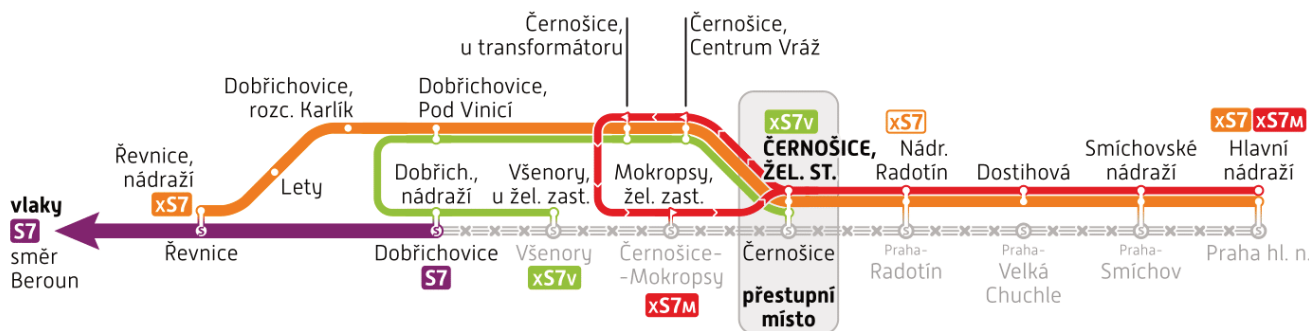 Černošice,
u transformátoru
Černošice,
Centrum Vráž
Dobřichovice,
rozc. Karlík
Dobřichovice,
Pod Vinicí
xS7V
ČERNOŠICE,
ŽEL. ST.
xS7
Nádr.
Radotín
Dostihová
Smíchovské
nádraží
xS7 xS7M
Hlavní
nádraží
Řevnice,
nádraží
xS7
Lety
Dobřich.,
nádraží
Všenory,
u žel. zast.
Mokropsy,
žel. zast.
vlaky
S7
směr
Beroun
Řevnice
Dobřichovice
S7
Všenory
xS7V
Černošice-
-Mokropsy
xS7M
Černošice
přestupní
místo
Praha-
Radotín
Praha-
Velká
Chuchle
Praha-
Smíchov
Praha hl. n.